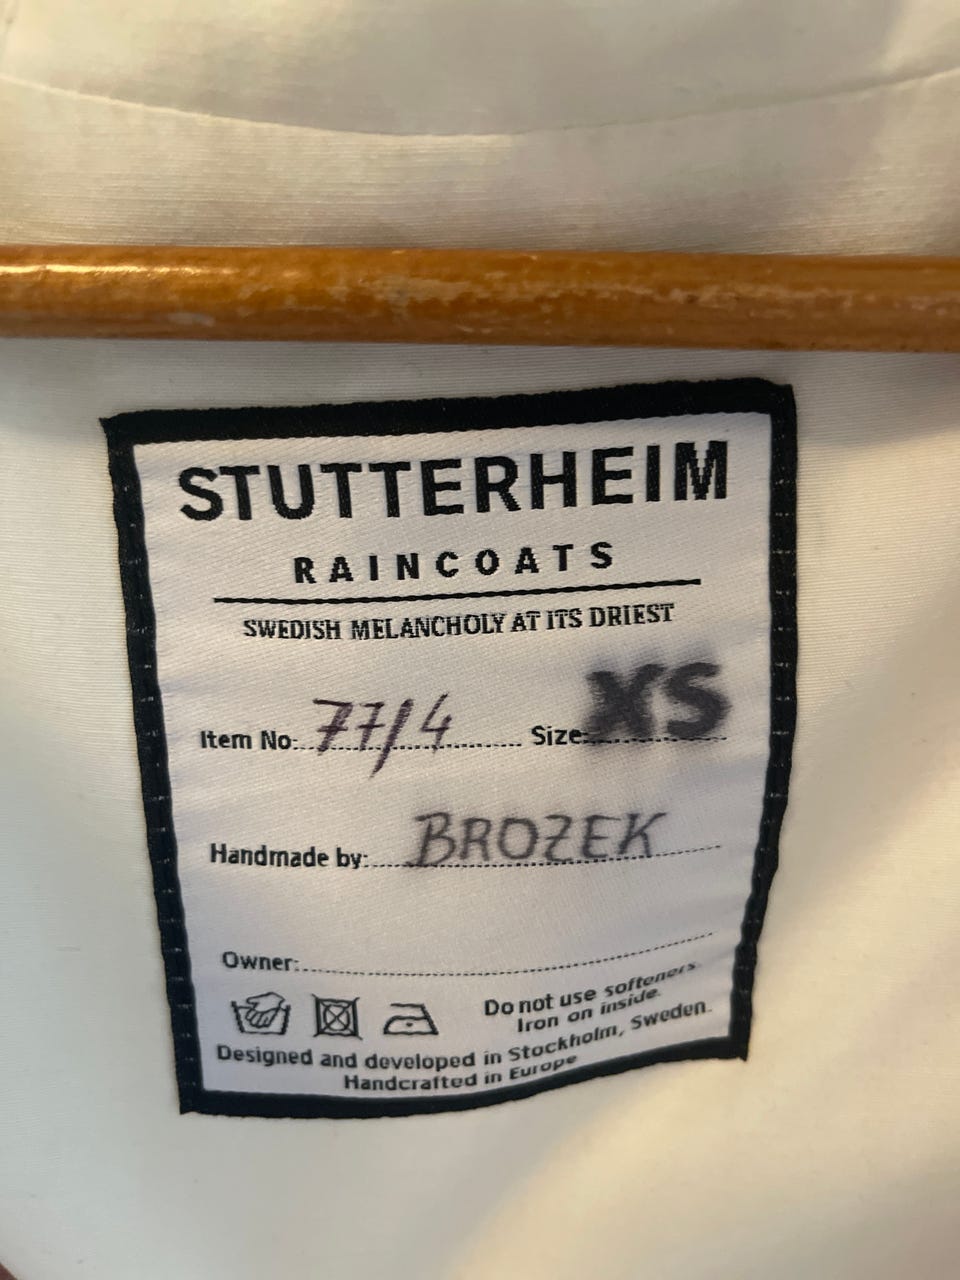 STUTTERHEIM
RAINCOATS
SWEDISH MELANCHOLY AT ITS DRIEST
Item No: 77/4 Size: XS
Handmade by: BROZEK
Owner:
Do not use softeners.
Iron on inside.
Designed and developed in Stockholm, Sweden.
Handcrafted in Europe